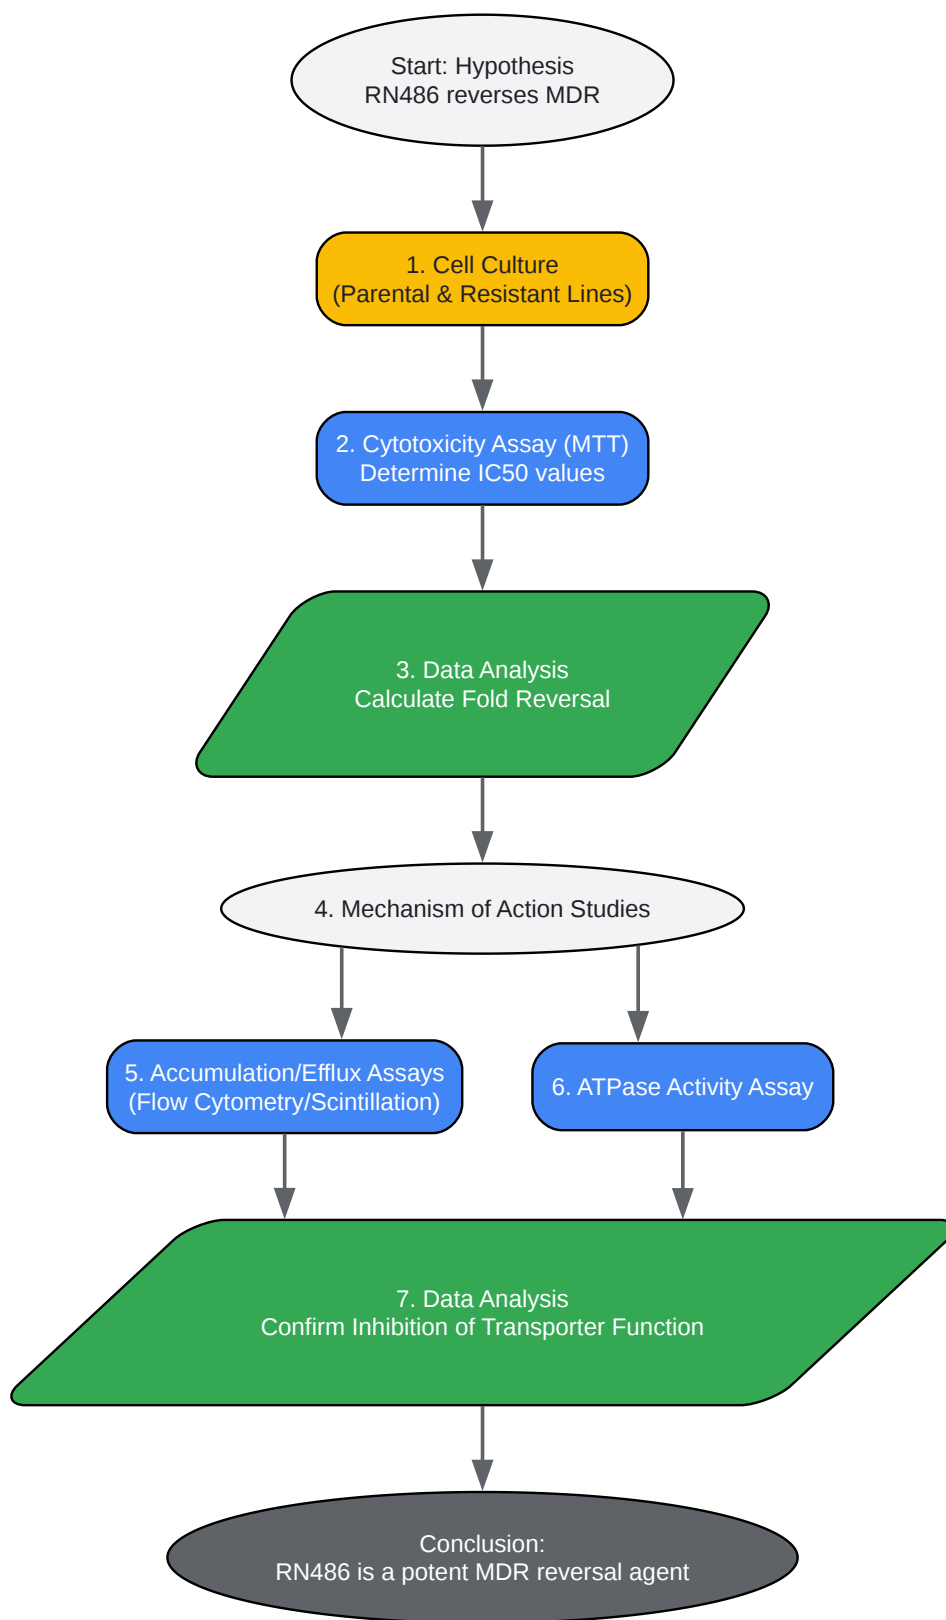 Start: Hypothesis
RN486 reverses MDR
1. Cell Culture
(Parental & Resistant Lines)
2. Cytotoxicity Assay (MTT)
Determine IC50 values
3. Data Analysis
Calculate Fold Reversal
4. Mechanism of Action Studies
5. Accumulation/Efflux Assays
(Flow Cytometry/Scintillation)
6. ATPase Activity Assay
7. Data Analysis
Confirm Inhibition of Transporter Function
Conclusion:
RN486 is a potent MDR reversal agent